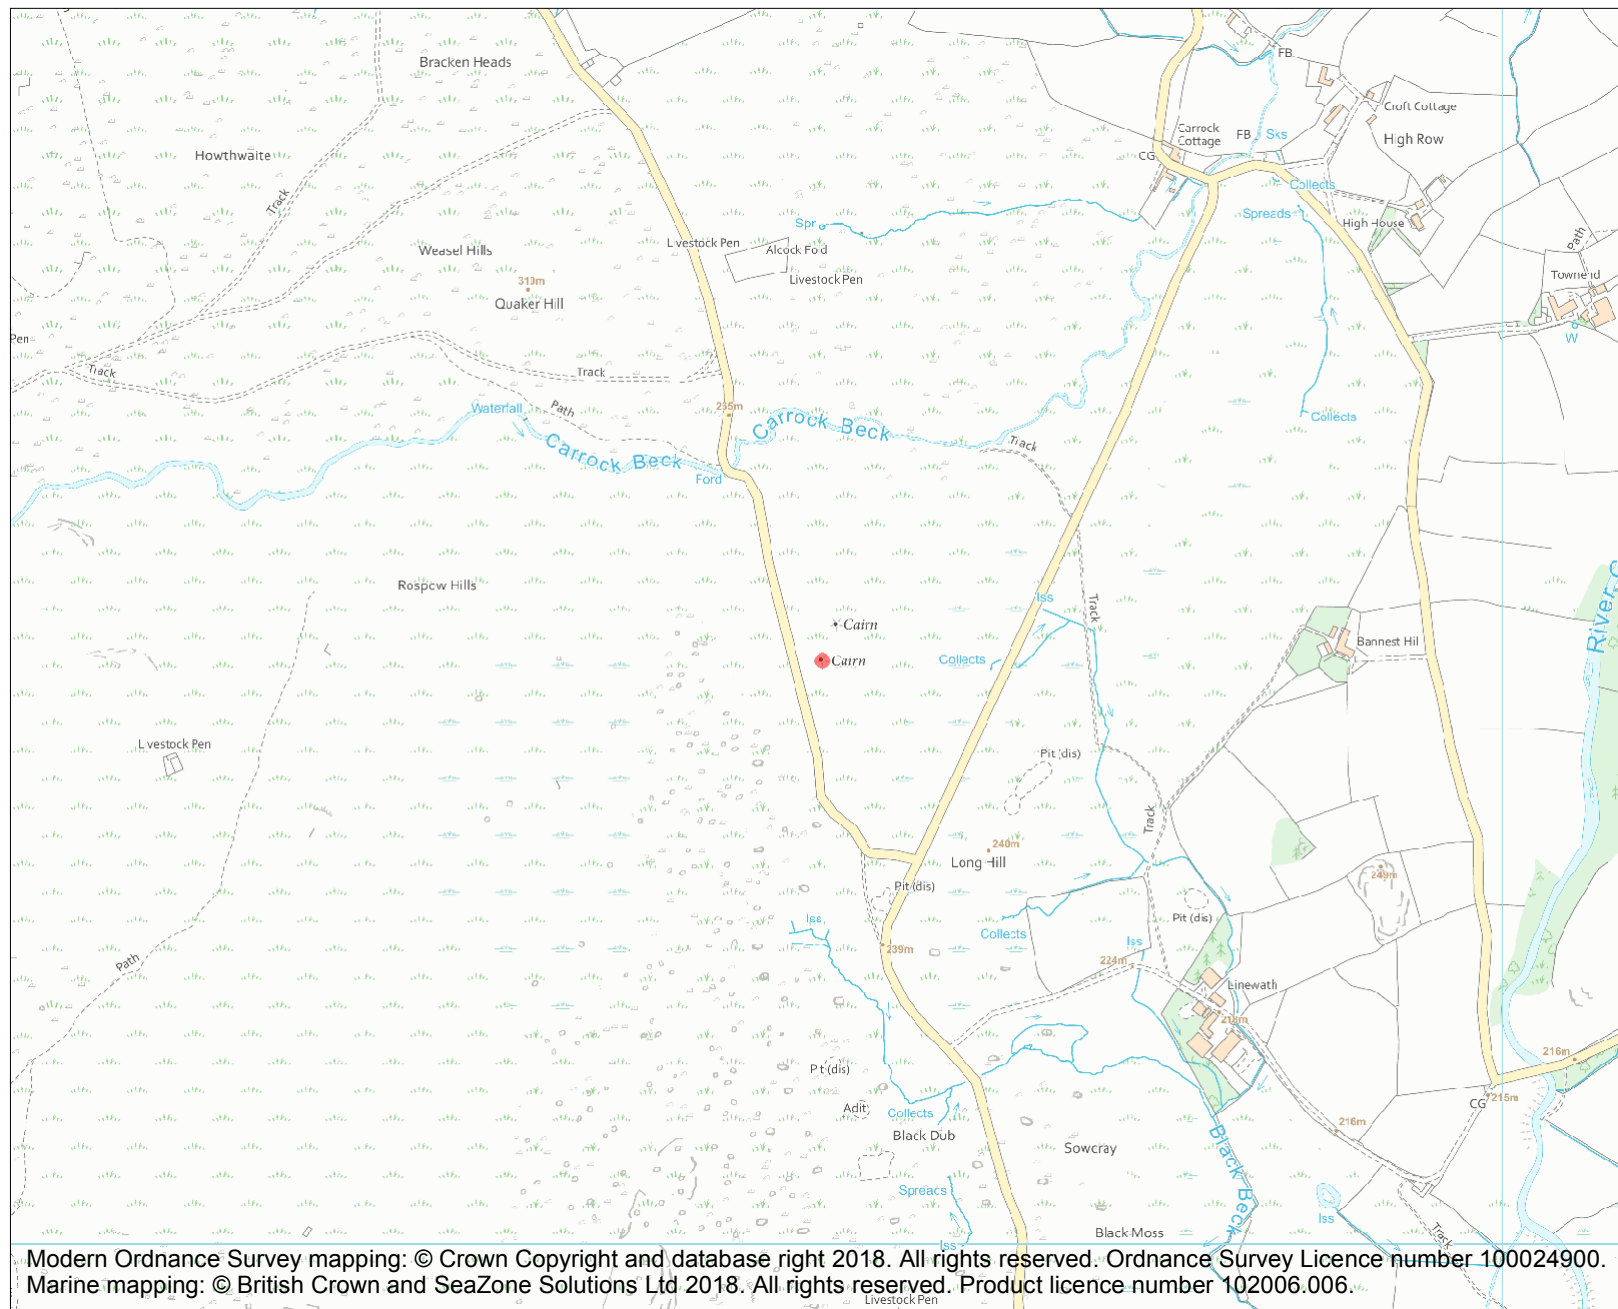 Bracken Heads
FB
Croft Cottage
Carrock
Cottage
FB
Sks
High Row
CG
Howthwaite
Track
Collects
Spr
Spreads
High House
Path
Weasel Hills
Livestock Pen
Alcock Fold
Livestock Pen
Townend
310m
Quaker Hill
Pen
W
Track
Track
Waterfall
Path
255m
Carrock Beck
Collects
Carrock Beck
Track
Ford
Rospow Hills
Iss
Track
River
Cairn
Bannest Hill
Collects
Cairn
Livestock Pen
Pit (dis)
Track
240m
Long Hill
249m
Pit (dis)
Iss
Pit (dis)
Collects
Iss
239m
224m
Path
Linewath
218m
216m
Pit (dis)
215m
CG
Adit
Collects
216m
Black Dub
Sowcray
Black Beck
Spreads
Iss
Black Moss
Track
Iss
Modern Ordnance Survey mapping: © Crown Copyright and database right 2018. All rights reserved. Ordnance Survey Licence number 100024900.
Marine mapping: © British Crown and SeaZone Solutions Ltd 2018. All rights reserved. Product licence number 102006.006.
Livestock Pen